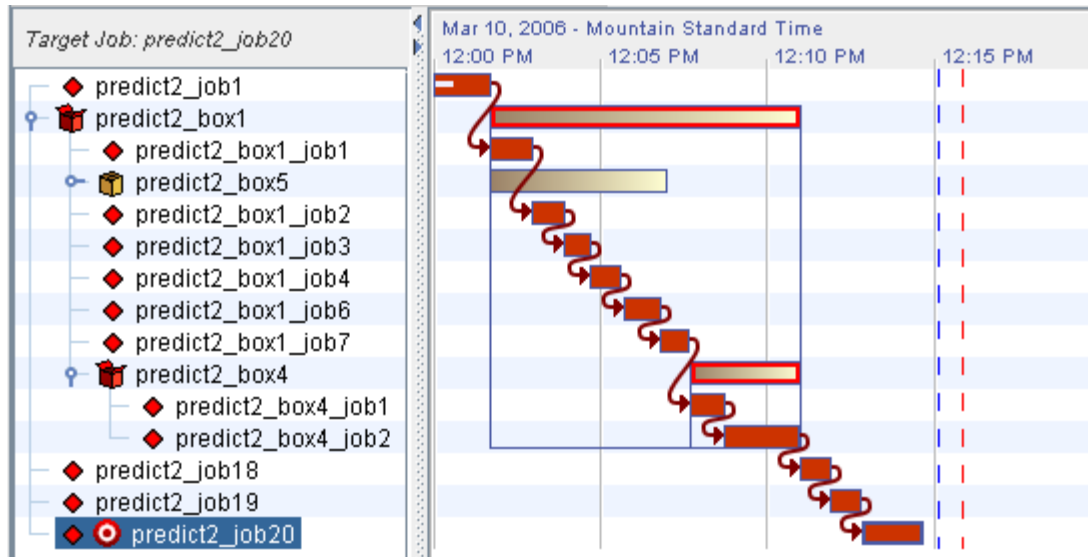 Target Job: predict2_job20
Mar 10, 2006 - Mountain Standard Time
12:00 PM 12:05 PM 12:10 PM 12:15 PM
predict2_job1
predict2_box1
predict2_box1_job1
predict2_box5
predict2_box1_job2
predict2_box1_job3
predict2_box1_job4
predict2_box1_job6
predict2_box1_job7
predict2_box4
predict2_box4_job1
predict2_box4_job2
predict2_job18
predict2_job19
predict2_job20